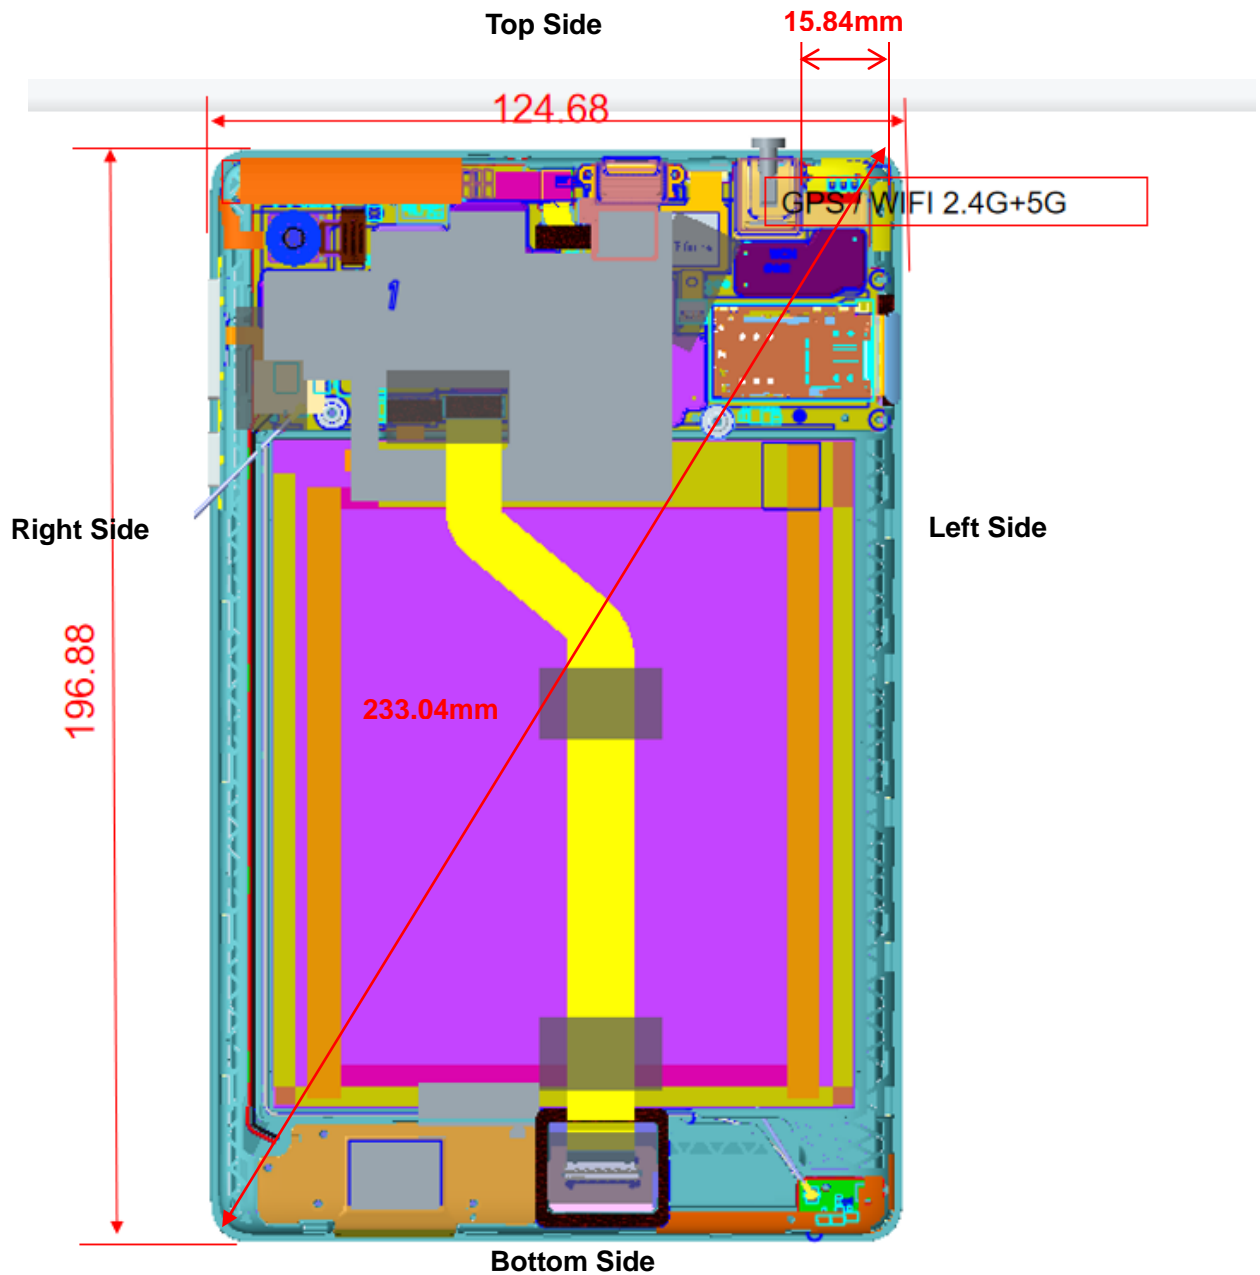 Top Side
15.84mm
124.68
GPS / WIFI 2.4G+5G
1
Right Side
Left Side
196.88
233.04mm
Bottom Side